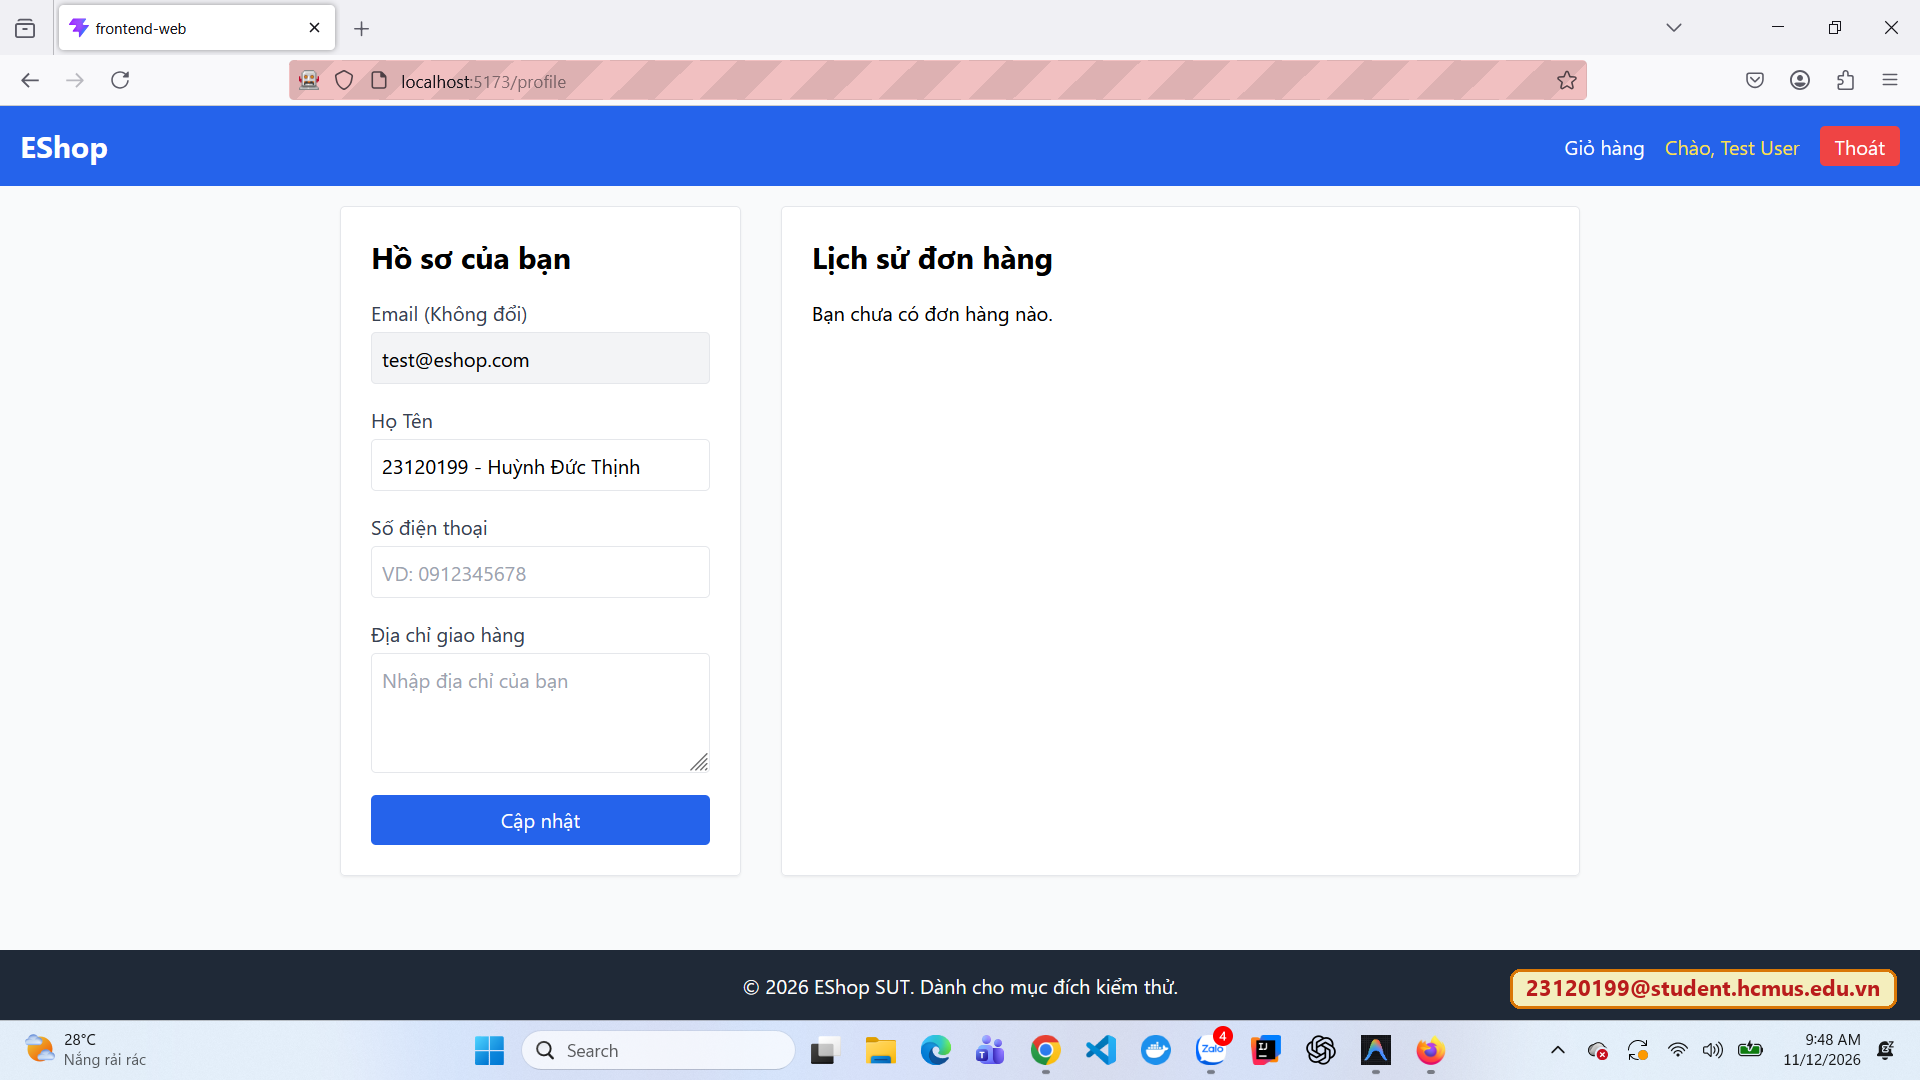 frontend-web
localhost:5173/profile
EShop
Giỏ hàng
Chào, Test User
Thoát
Hồ sơ của bạn
Email (Không đổi)
test@eshop.com
Họ Tên
23120199 - Huỳnh Đức Thịnh
Số điện thoại
VD: 0912345678
Địa chỉ giao hàng
Nhập địa chỉ của bạn
Cập nhật
Lịch sử đơn hàng
Bạn chưa có đơn hàng nào.
© 2026 EShop SUT. Dành cho mục đích kiểm thử.
23120199@student.hcmus.edu.vn
28°C
Nắng rải rác
Search
Zalo
4
9:48 AM
11/12/2026